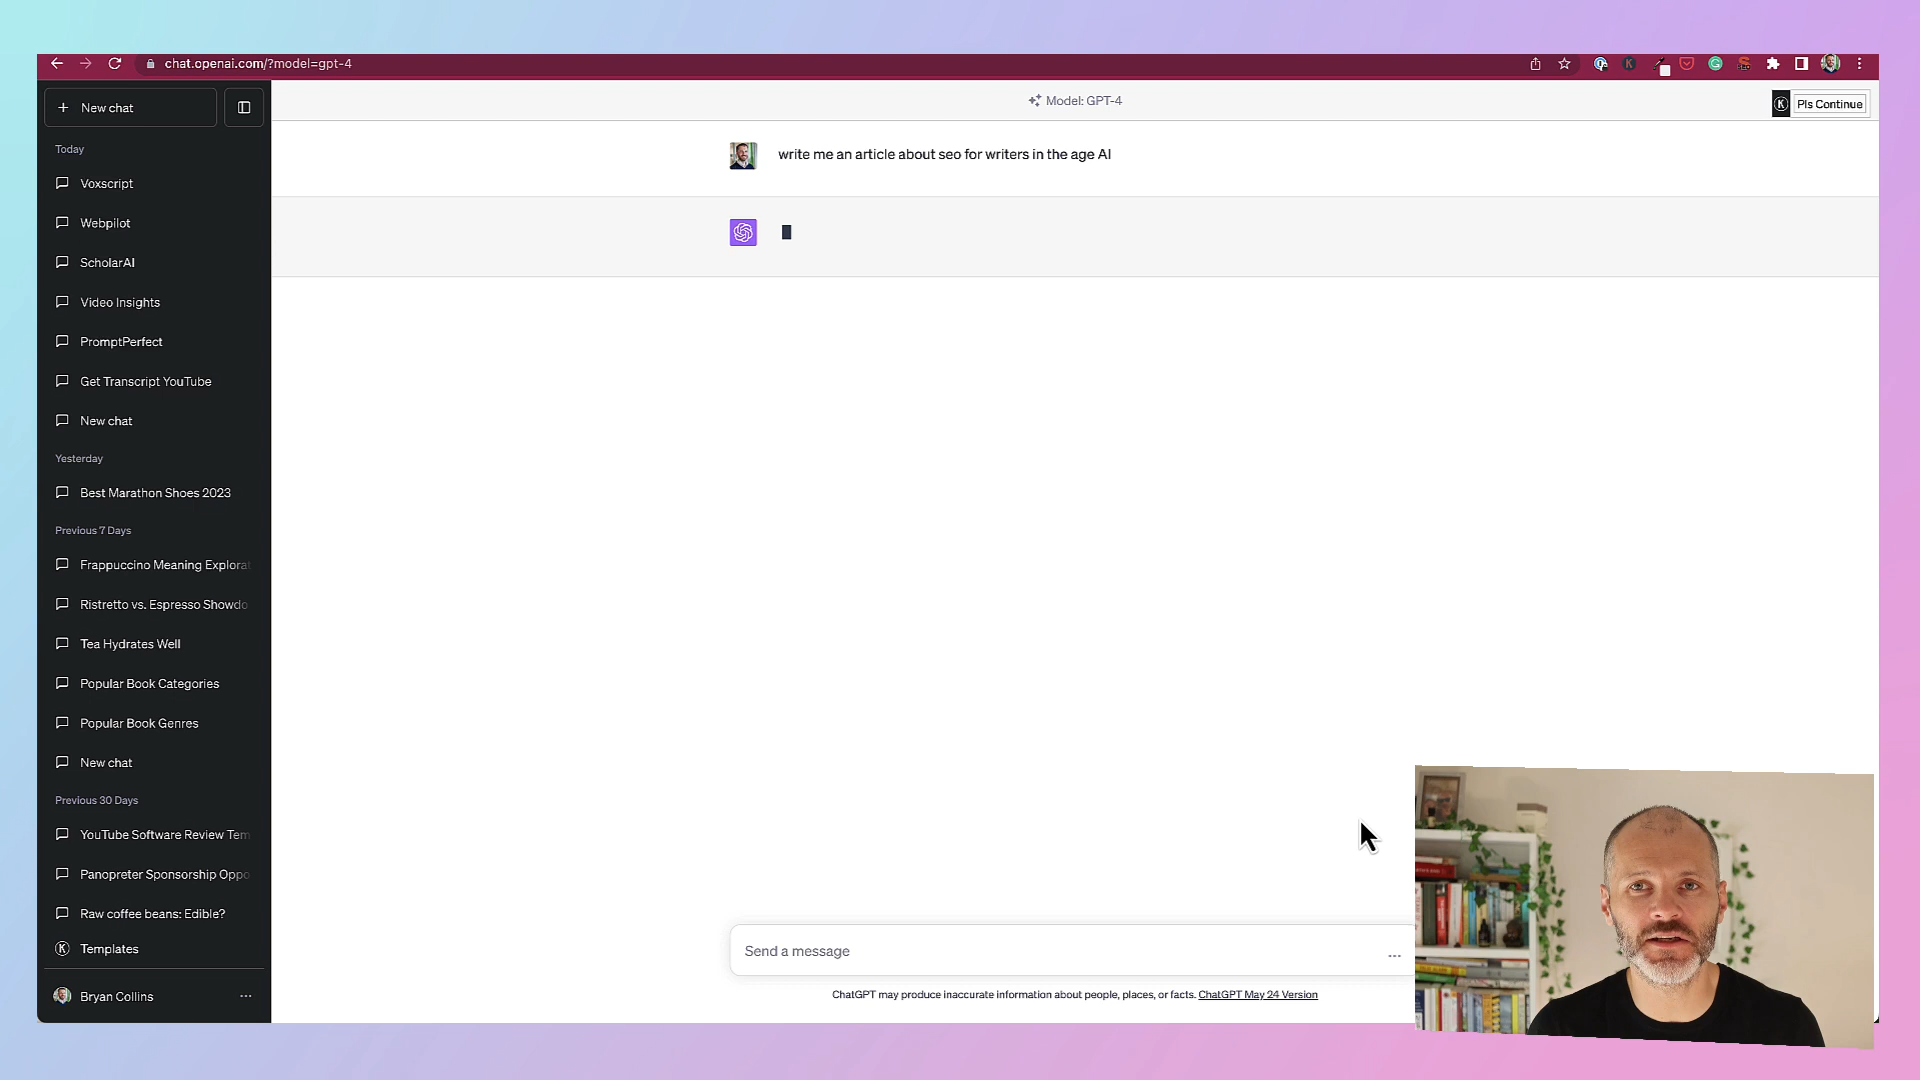 chat.openai.com/?model=gpt-4
New chat
Today
Voxscript
Webpilot
ScholarAI
Video Insights
PromptPerfect
Get Transcript YouTube
New chat
Yesterday
Best Marathon Shoes 2023
Previous 7 Days
Frappuccino Meaning Explorat
Ristretto vs. Espresso Showdo
Tea Hydrates Well
Popular Book Categories
Popular Book Genres
New chat
Previous 30 Days
YouTube Software Review Tem
Panopreter Sponsorship Oppo
Raw coffee beans: Edible?
K Templates
Bryan Collins
Model: GPT-4
K Pls Continue
write me an article about seo for writers in the age AI
Send a message
ChatGPT may produce inaccurate information about people, places, or facts. ChatGPT May 24 Version